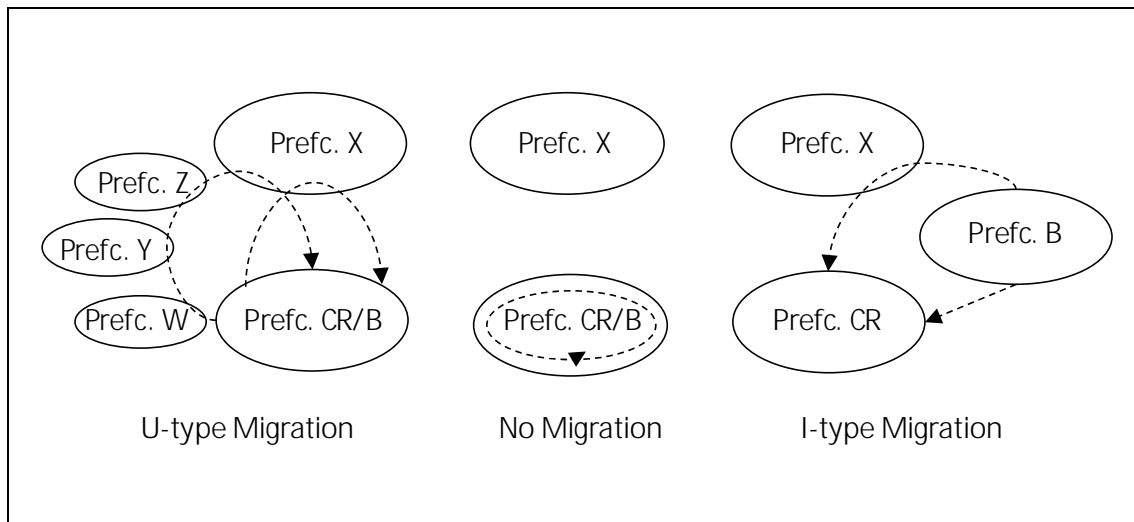 Prefc. X
Prefc. Z
Prefc. Y
Prefc. W
Prefc. CR/B
U-type Migration
Prefc. X
Prefc. CR/B
No Migration
Prefc. X
Prefc. B
Prefc. CR
I-type Migration